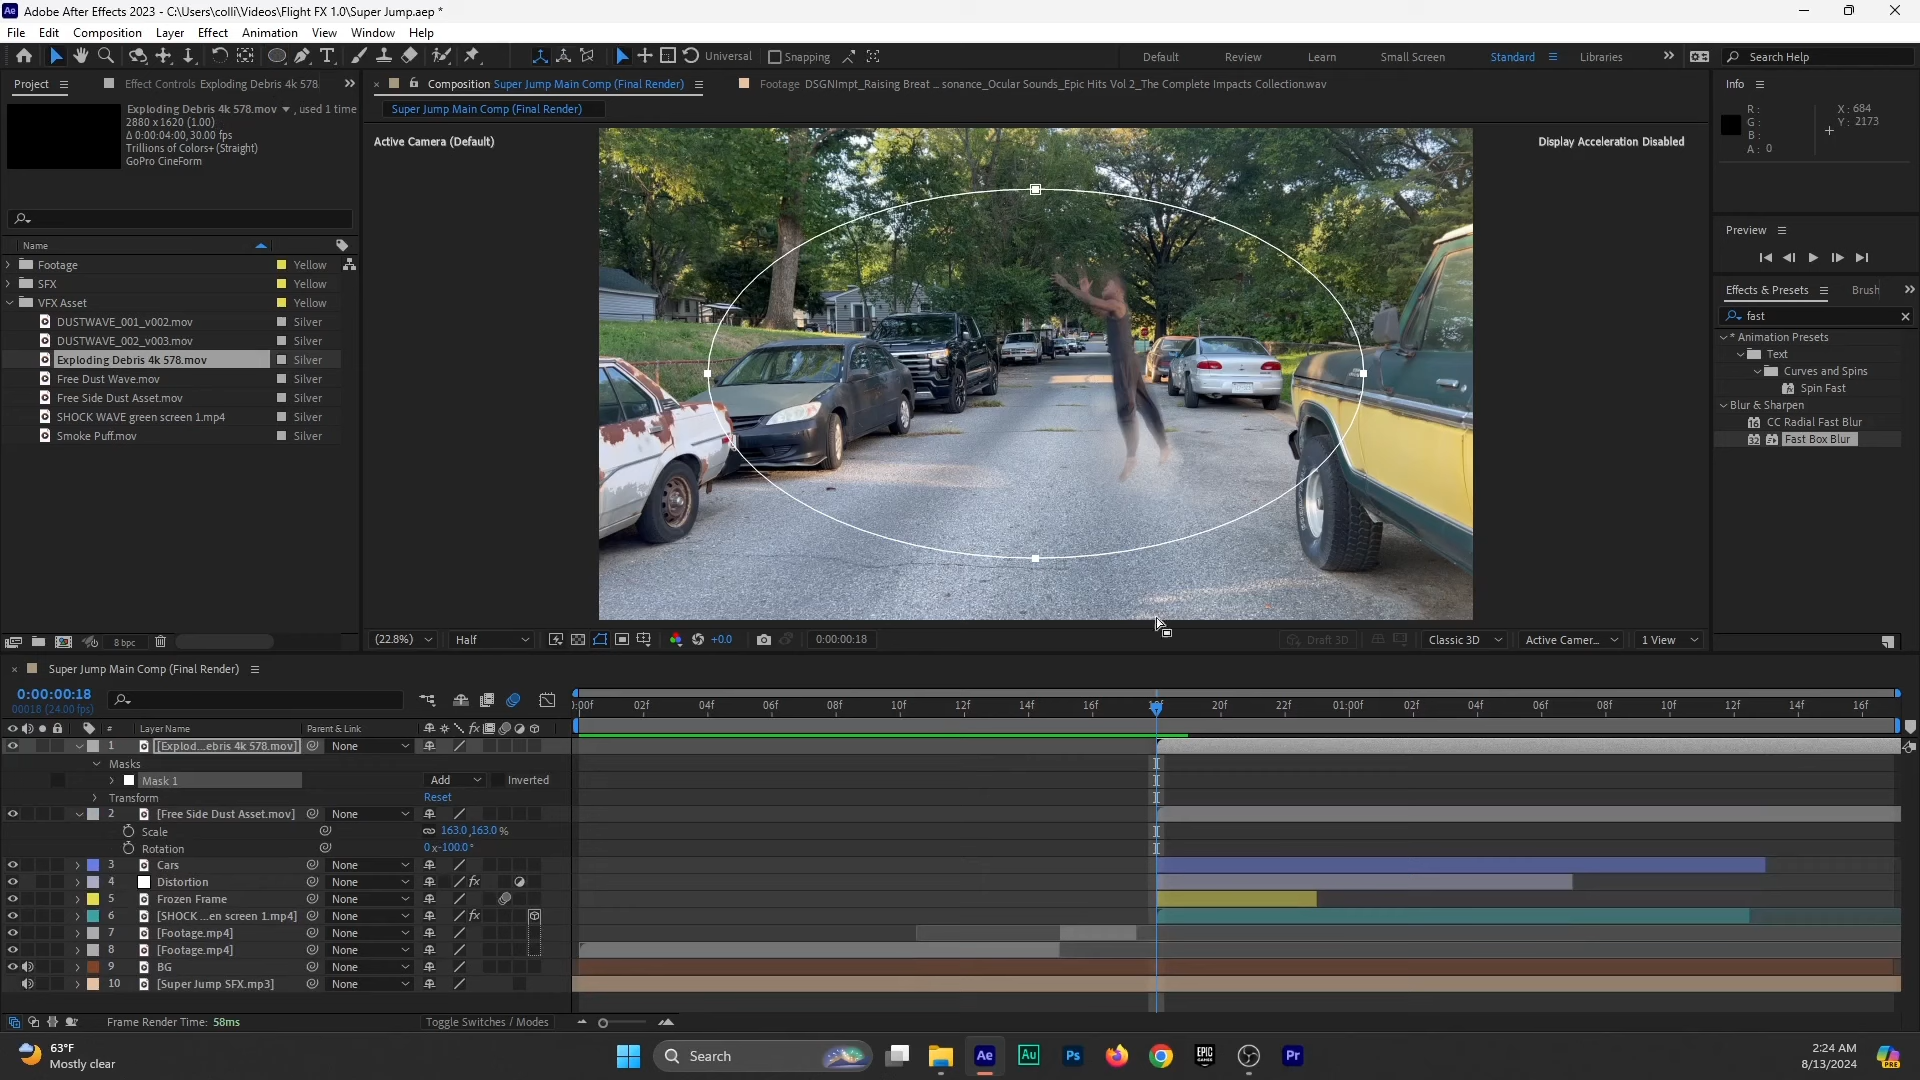 Adobe After Effects 2023 - C:\Users\colli\Videos\Flight FX 1.0\Super Jump.aep *
File Edit Composition Layer Effect Animation View Window Help
Universal Snapping Default Review Learn Small Screen Standard Libraries Search Help
Project Effect Controls Exploding Debris 4k 578. Composition Super Jump Main Comp (Final Render) Footage DSGNImpt_Raising Breat ... sonance_Ocular Sounds_Epic Hits Vol 2_The Complete Impacts Collection.wav Info
Super Jump Main Comp (Final Render)
Exploding Debris 4k 578.mov , used 1 time
2880 x 1620 (1.00)
Δ 0:00:04:00, 30.00 fps
Trillions of Colors+ (Straight)
GoPro CineForm
Active Camera (Default) Display Acceleration Disabled
R: X: 684
G: Y: 2173
B:
A: 0
Preview
Effects & Presets Brush
fast
* Animation Presets
Text
Curves and Spins
Spin Fast
Blur & Sharpen
CC Radial Fast Blur
Fast Box Blur
Name
Footage Yellow
SFX Yellow
VFX Asset Yellow
DUSTWAVE_001_v002.mov Silver
DUSTWAVE_002_v003.mov Silver
Exploding Debris 4k 578.mov Silver
Free Dust Wave.mov Silver
Free Side Dust Asset.mov Silver
SHOCK WAVE green screen 1.mp4 Silver
Smoke Puff.mov Silver
8 bpc (22.8%) Half +0.0 0:00:00:18 Draft 3D Classic 3D Active Camer... 1 View
Super Jump Main Comp (Final Render)
0:00:00:18
00018 (24.00 fps)
:00f 02f 04f 06f 08f 10f 12f 14f 16f 20f 22f 01:00f 02f 04f 06f 08f 10f 12f 14f 16f
# Layer Name Parent & Link
1 [Explod...ebris 4k 578.mov] None
Masks
Mask 1 Add Inverted
Transform Reset
2 [Free Side Dust Asset.mov] None
Scale 163.0,163.0 %
Rotation 0x-100.0°
3 Cars None
4 Distortion None
5 Frozen Frame None
6 [SHOCK ...en screen 1.mp4] None
7 [Footage.mp4] None
8 [Footage.mp4] None
9 BG None
10 [Super Jump SFX.mp3] None
Frame Render Time: 58ms Toggle Switches / Modes
63°F
Mostly clear
Search
2:24 AM
8/13/2024